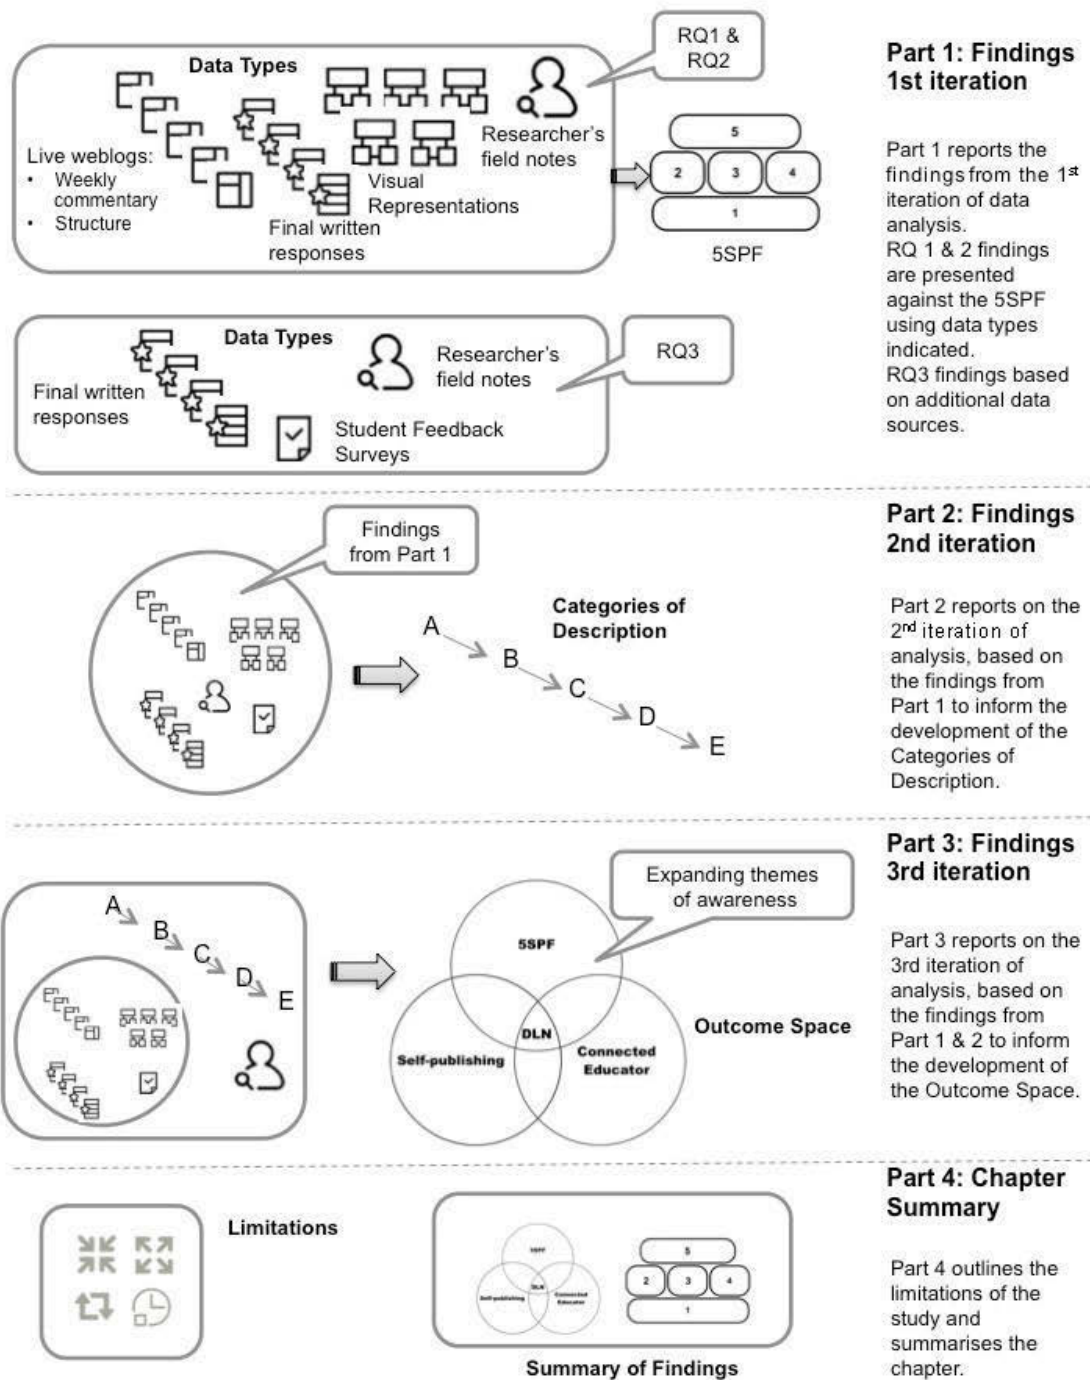 RQ1 &
RQ2
Data Types
Live weblogs:
• Weekly
commentary
• Structure
Final written
responses
Visual
Representations
Researcher's
field notes
5
2
3
4
1
5SPF
Part 1: Findings
1st iteration
Part 1 reports the
findings from the 1st
iteration of data
analysis.
RQ 1 & 2 findings
are presented
against the 5SPF
using data types
indicated.
RQ3 findings based
on additional data
sources.
Data Types
Final written
responses
Researcher's
field notes
Student Feedback
Surveys
RQ3
Findings
from Part 1
Categories of
Description
A
B
C
D
E
Part 2: Findings
2nd iteration
Part 2 reports on the
2nd iteration of
analysis, based on
the findings from
Part 1 to inform the
development of the
Categories of
Description.
A
B
C
D
E
Expanding themes
of awareness
5SPF
DLN
Self-publishing
Connected
Educator
Outcome Space
Part 3: Findings
3rd iteration
Part 3 reports on the
3rd iteration of
analysis, based on
the findings from
Part 1 & 2 to inform
the development of
the Outcome Space.
Limitations
5SPF
DLN
Self-publishing
Connected
Educator
5
2
3
4
1
Summary of Findings
Part 4: Chapter
Summary
Part 4 outlines the
limitations of the
study and
summarises the
chapter.